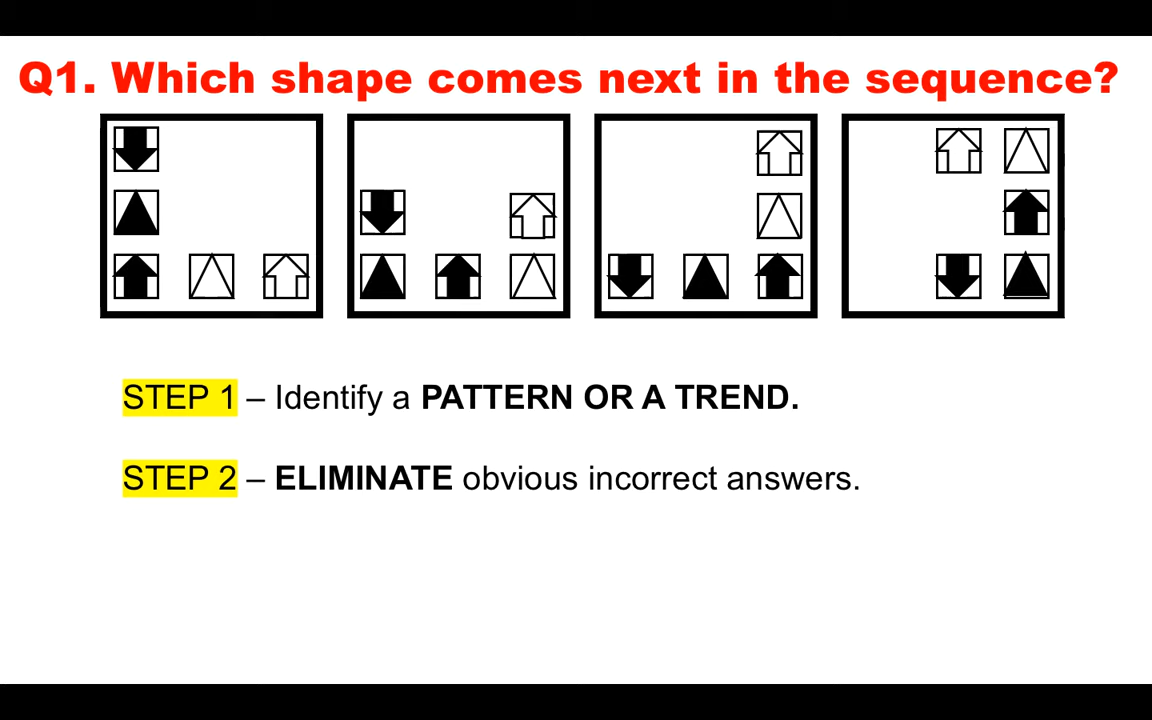 Q1. Which shape comes next in the sequence?
STEP 1 – Identify a PATTERN OR A TREND.
STEP 2 – ELIMINATE obvious incorrect answers.